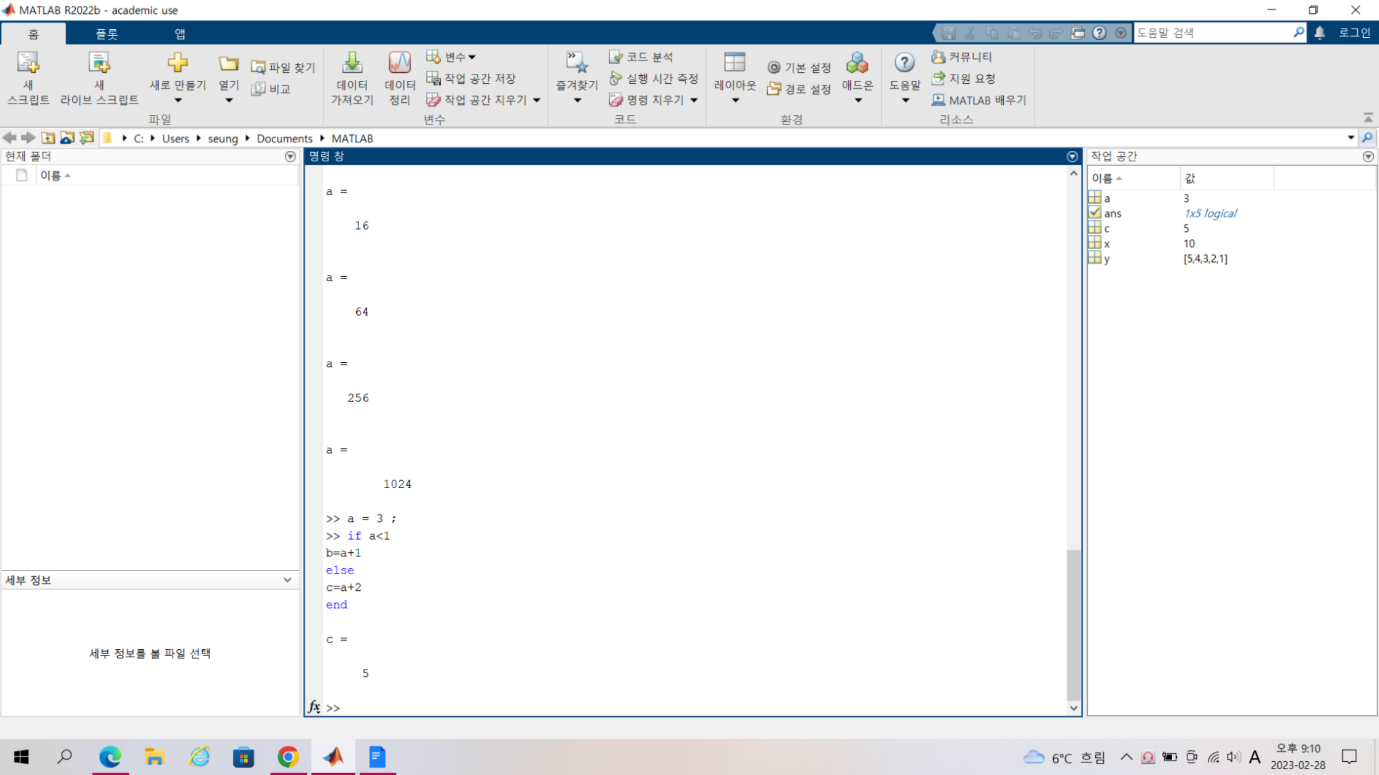 MATLAB R2022b - academic use
홈 플롯 앱
도움말 검색
로그인
새 스크립트
새 라이브 스크립트
새로 만들기
열기
파일 찾기
비교
파일
데이터 가져오기
데이터 정리
변수
작업 공간 저장
작업 공간 지우기
변수
즐겨찾기
코드 분석
실행 시간 측정
명령 지우기
코드
레이아웃
기본 설정
경로 설정
애드온
환경
도움말
커뮤니티
지원 요청
MATLAB 배우기
리소스
C: Users seung Documents MATLAB
현재 폴더
이름
세부 정보
세부 정보를 볼 파일 선택
명령 창
a =
16
a =
64
a =
256
a =
1024
>> a = 3 ;
>> if a<1
b=a+1
else
c=a+2
end
c =
5
fx >>
작업 공간
이름 값
a 3
ans 1x5 logical
c 5
x 10
y [5,4,3,2,1]
6°C 흐림
A
오후 9:10
2023-02-28